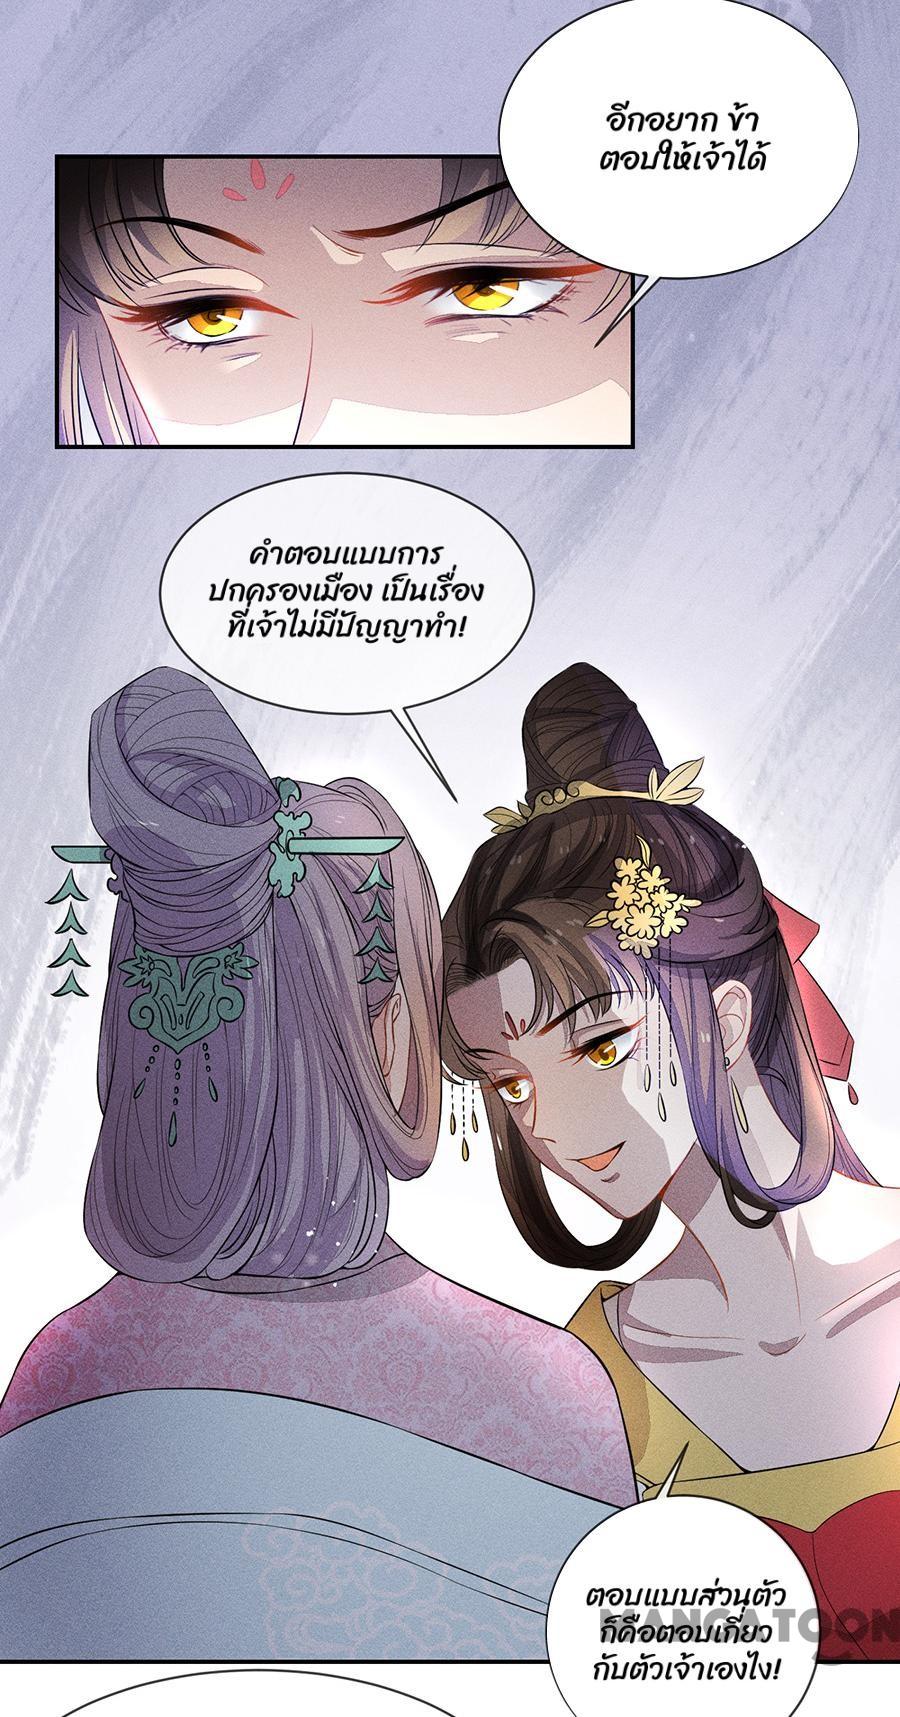 อีกอยาก ข้า
ตอบให้เจ้าได้
คำตอบแบบการ
ปกครองเมือง เป็นเรื่อง
ที่เจ้าไม่มีปัญญาทำ!
ตอบแบบส่วนตัว
ก็คือตอบเกี่ยว
กับตัวเจ้าเองไง!
MANGATOON